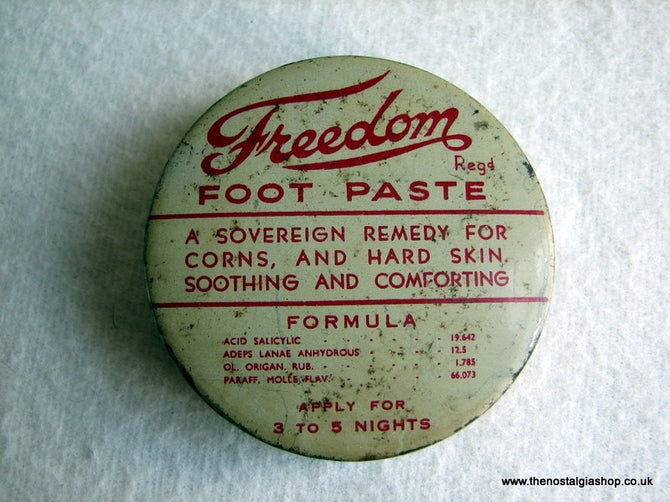 Freedom
Regd
FOOT PASTE
A SOVEREIGN REMEDY FOR
CORNS, AND HARD SKIN.
SOOTHING AND COMFORTING
FORMULA
ACID SALICYLIC 19.642
ADEPS LANAE ANHYDROUS 12.5
OL. ORIGAN. RUB. 1.785
PARAFF. MOLLE FLAV. 66.073
APPLY FOR
3 TO 5 NIGHTS
www.thenostalgiashop.co.uk